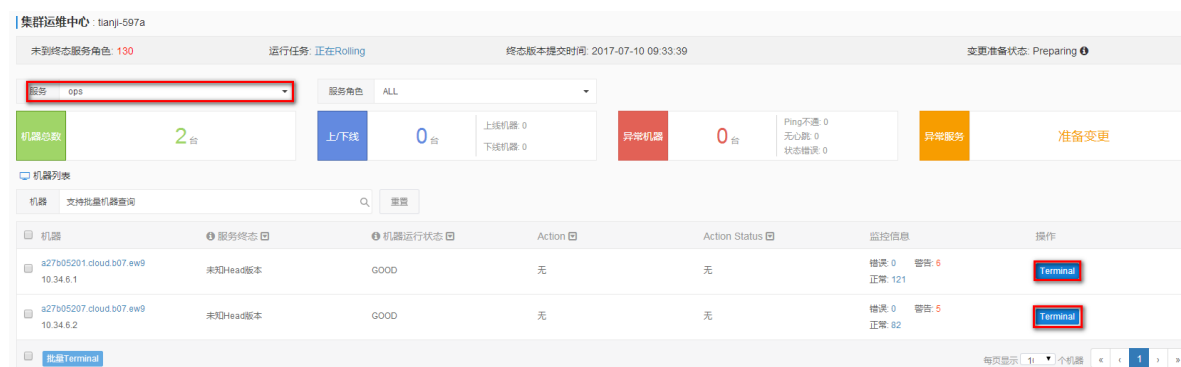 集群运维中心 : tianji-597a
未到终态服务角色: 130 运行任务: 正在Rolling 终态版本提交时间: 2017-07-10 09:33:39 变更准备状态: Preparing
服务 ops 服务角色 ALL
机器总数 2 台 上/下线 0 台 上线机器: 0 下线机器: 0 异常机器 0 台 Ping不通: 0 无心跳: 0 状态错误: 0 异常服务 准备变更
机器列表
机器 支持批量机器查询 重置
机器 服务终态 机器运行状态 Action Action Status 监控信息 操作
a27b05201.cloud.b07.ew9 未知Head版本 GOOD 无 无 错误: 0 警告: 6 Terminal
10.34.6.1 正常: 121
a27b05207.cloud.b07.ew9 未知Head版本 GOOD 无 无 错误: 0 警告: 5 Terminal
10.34.6.2 正常: 82
批量Terminal 每页显示 个机器 « ‹ 1 › »